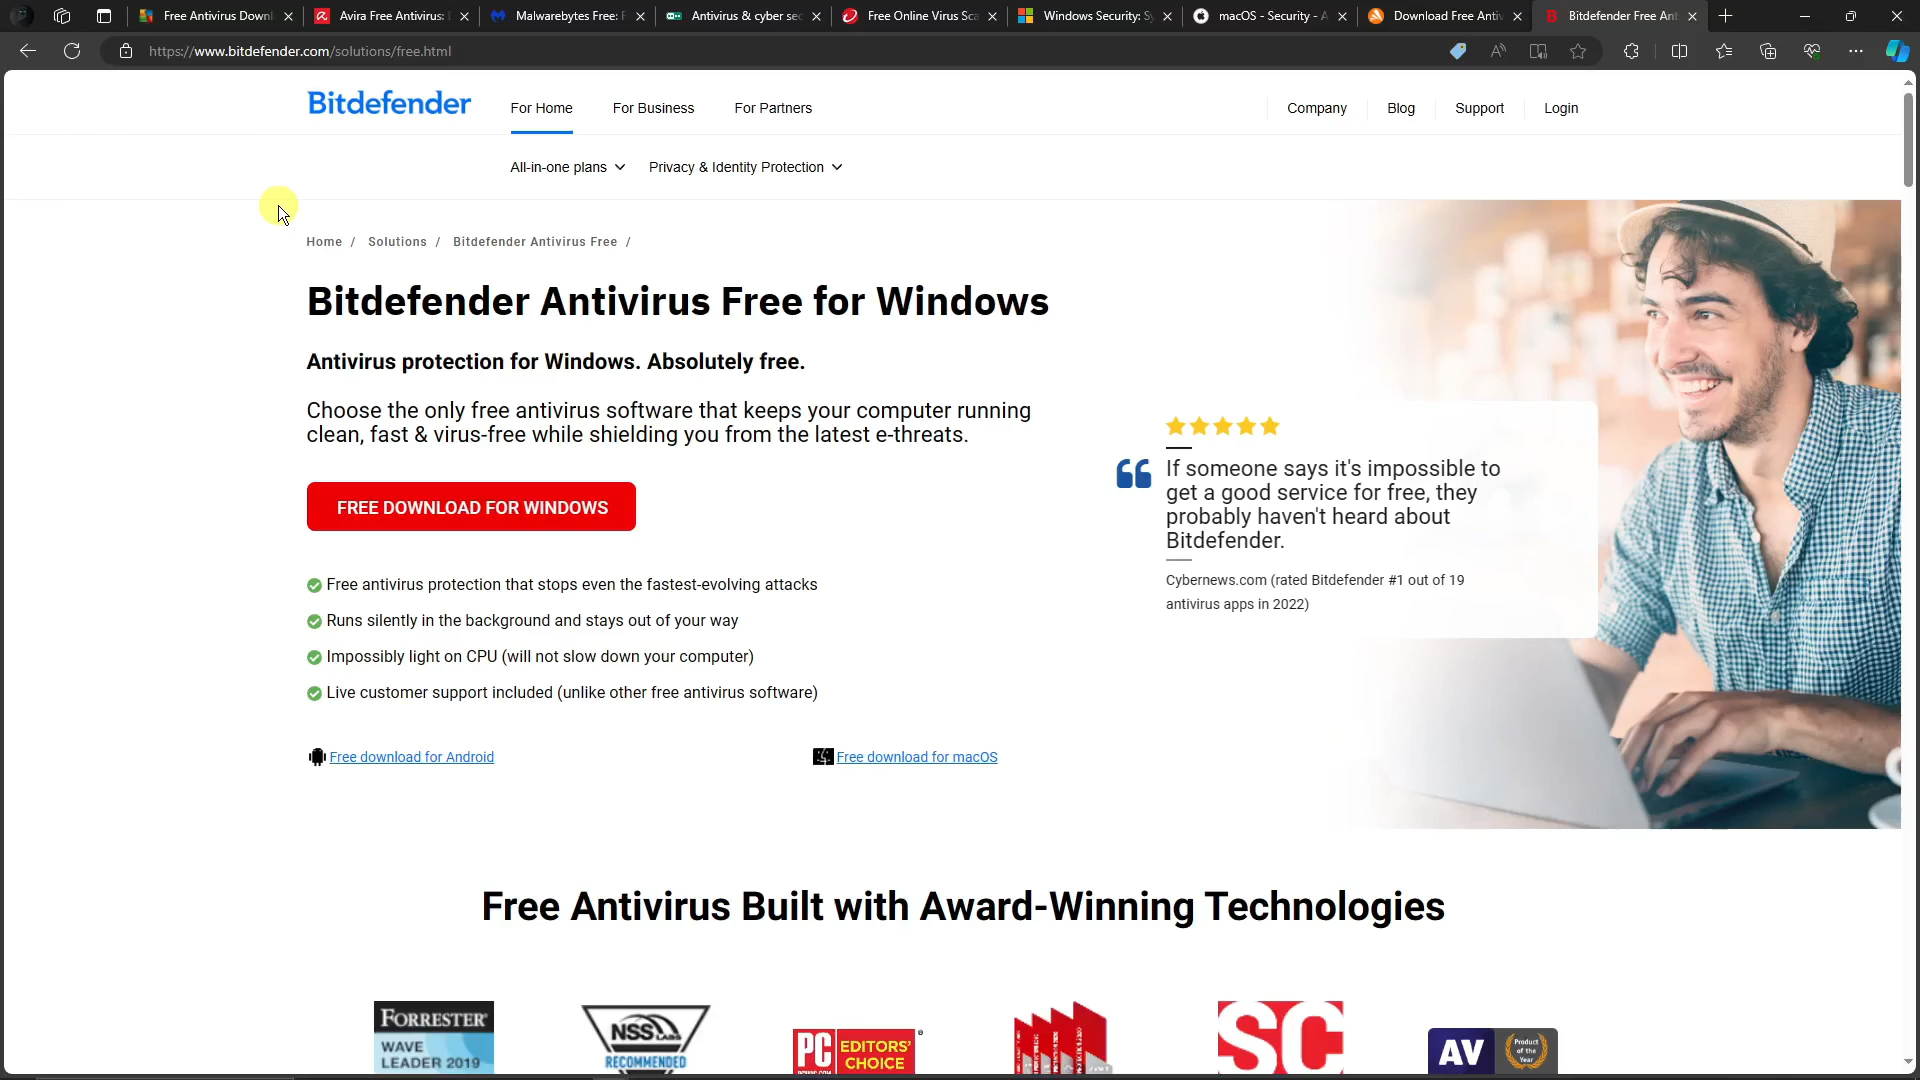 Free Antivirus Downl
Avira Free Antivirus:
Malwarebytes Free: F
Antivirus & cyber sec
Free Online Virus Sca
Windows Security: Sy
macOS - Security - A
Download Free Antiv
Bitdefender Free Ant
https://www.bitdefender.com/solutions/free.html
Bitdefender
For Home
For Business
For Partners
Company
Blog
Support
Login
All-in-one plans
Privacy & Identity Protection
Home / Solutions / Bitdefender Antivirus Free /
Bitdefender Antivirus Free for Windows
Antivirus protection for Windows. Absolutely free.
Choose the only free antivirus software that keeps your computer running
clean, fast & virus-free while shielding you from the latest e-threats.
FREE DOWNLOAD FOR WINDOWS
Free antivirus protection that stops even the fastest-evolving attacks
Runs silently in the background and stays out of your way
Impossibly light on CPU (will not slow down your computer)
Live customer support included (unlike other free antivirus software)
Free download for Android
Free download for macOS
If someone says it's impossible to
get a good service for free, they
probably haven't heard about
Bitdefender.
Cybernews.com (rated Bitdefender #1 out of 19
antivirus apps in 2022)
Free Antivirus Built with Award-Winning Technologies
FORRESTER
WAVE
LEADER 2019
NSS LABS
RECOMMENDED
PC EDITORS'
CHOICE
SC
AV
Product
of the
Year